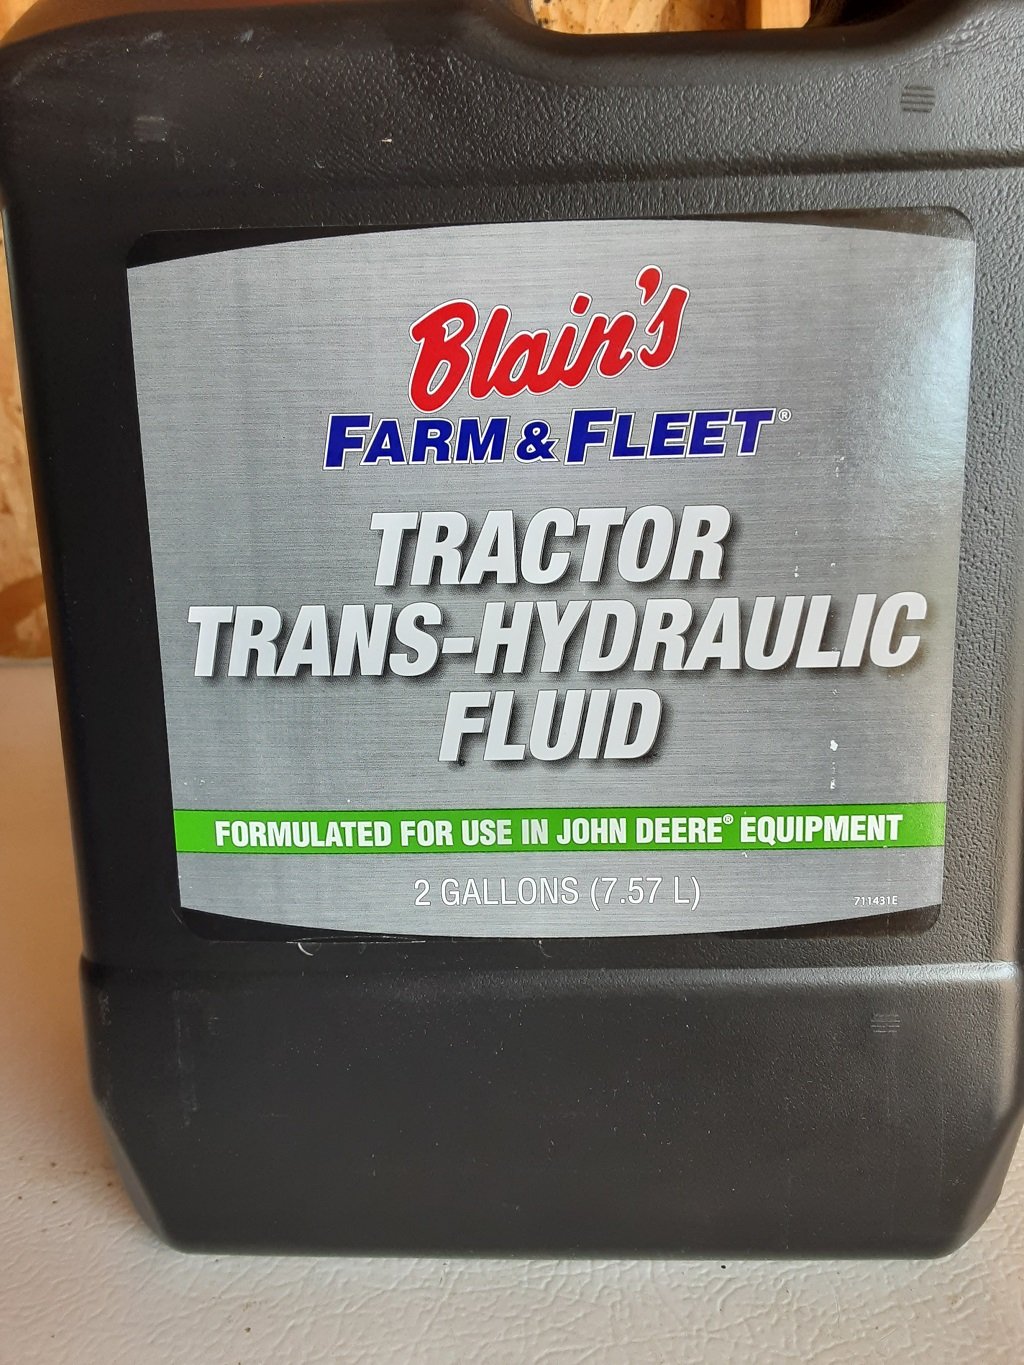 Blain's
FARM & FLEET®
TRACTOR
TRANS-HYDRAULIC
FLUID
FORMULATED FOR USE IN JOHN DEERE® EQUIPMENT
2 GALLONS (7.57 L)
711431E